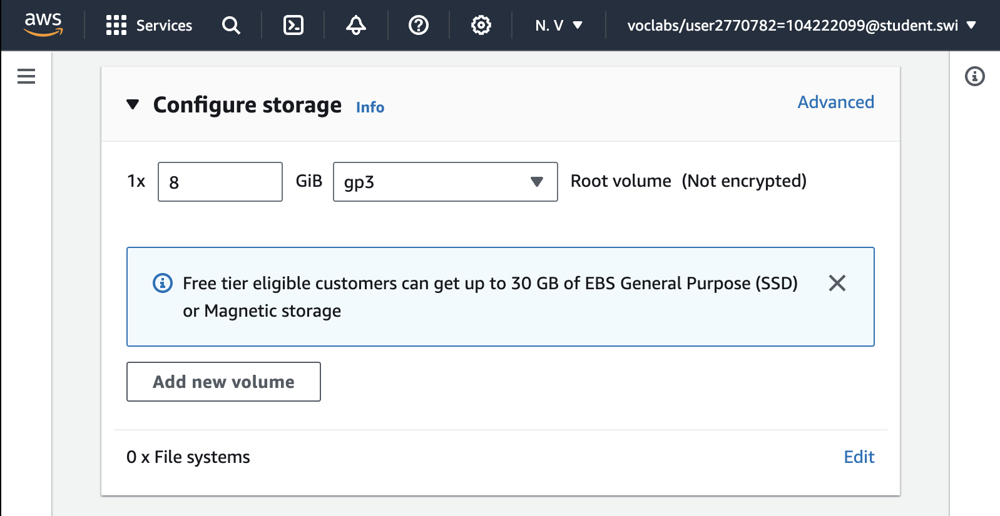 aws Services N. V voclabs/user2770782=104222099@student.swi
Configure storage Info Advanced
1x 8 GiB gp3 Root volume (Not encrypted)
Free tier eligible customers can get up to 30 GB of EBS General Purpose (SSD)
or Magnetic storage
Add new volume
0 x File systems Edit